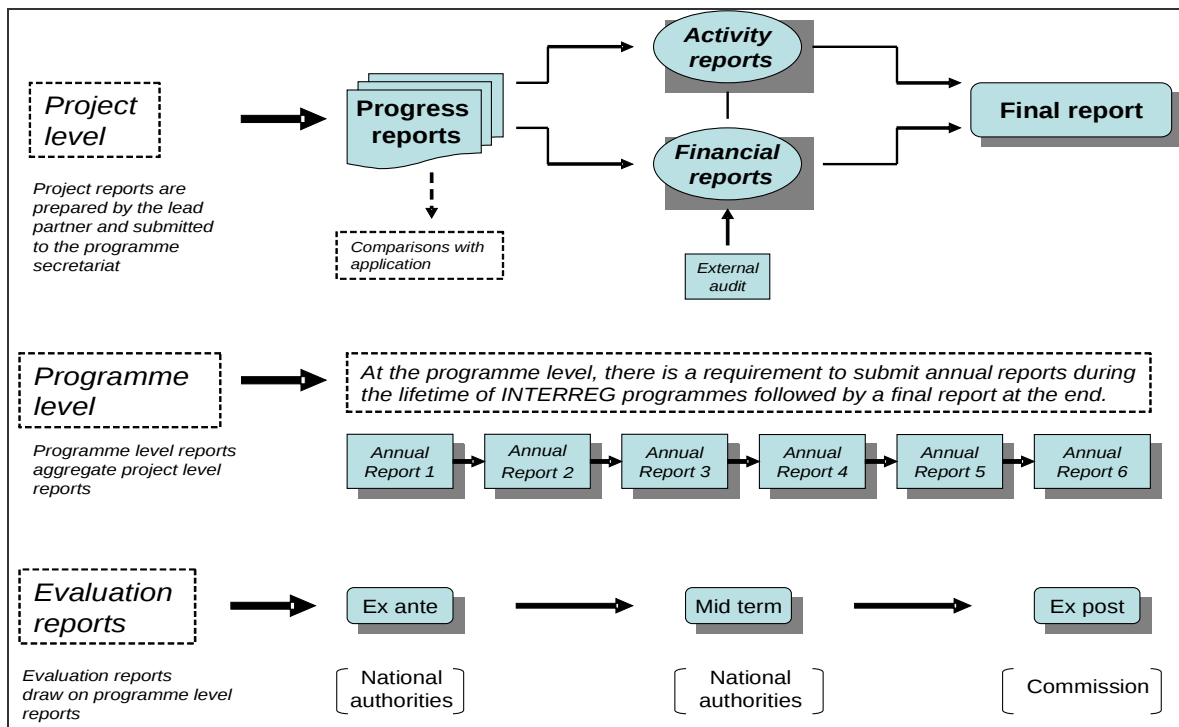 Project
level
Project reports are
prepared by the lead
partner and submitted
to the programme
secretariat
Progress
reports
Comparisons with
application
Activity
reports
Financial
reports
External
audit
Final report
Programme
level
Programme level reports
aggregate project level
reports
At the programme level, there is a requirement to submit annual reports during
the lifetime of INTERREG programmes followed by a final report at the end.
Annual
Report 1
Annual
Report 2
Annual
Report 3
Annual
Report 4
Annual
Report 5
Annual
Report 6
Evaluation
reports
Evaluation reports
draw on programme level
reports
Ex ante
Mid term
Ex post
National
authorities
National
authorities
Commission